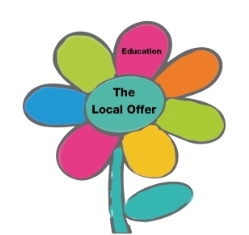 Education
The
Local Offer